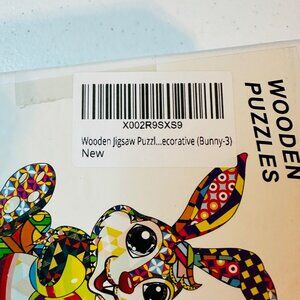 X002R9SXS9
Wooden Jigsaw Puzzl...ecorative (Bunny-3)
New
WOODEN
PUZZLES